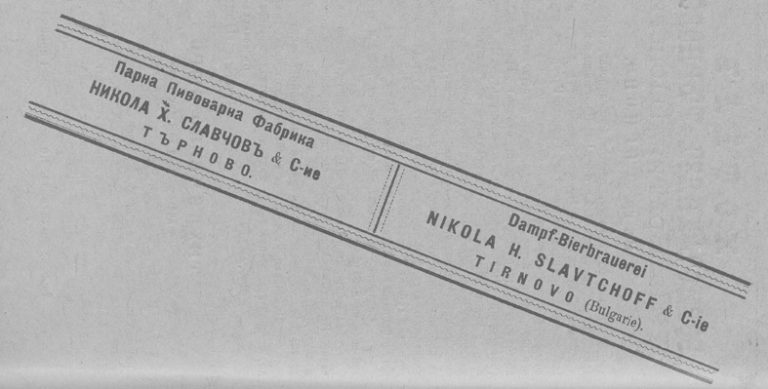 Парна Пивоварна Фабрика
НИКОЛА Х̌. СЛАВЧОВЪ & С-ие
ТЪРНОВО.
Dampf-Bierbrauerei
NIKOLA H. SLAVTCHOFF & C-ie
TIRNOVO (Bulgarie).